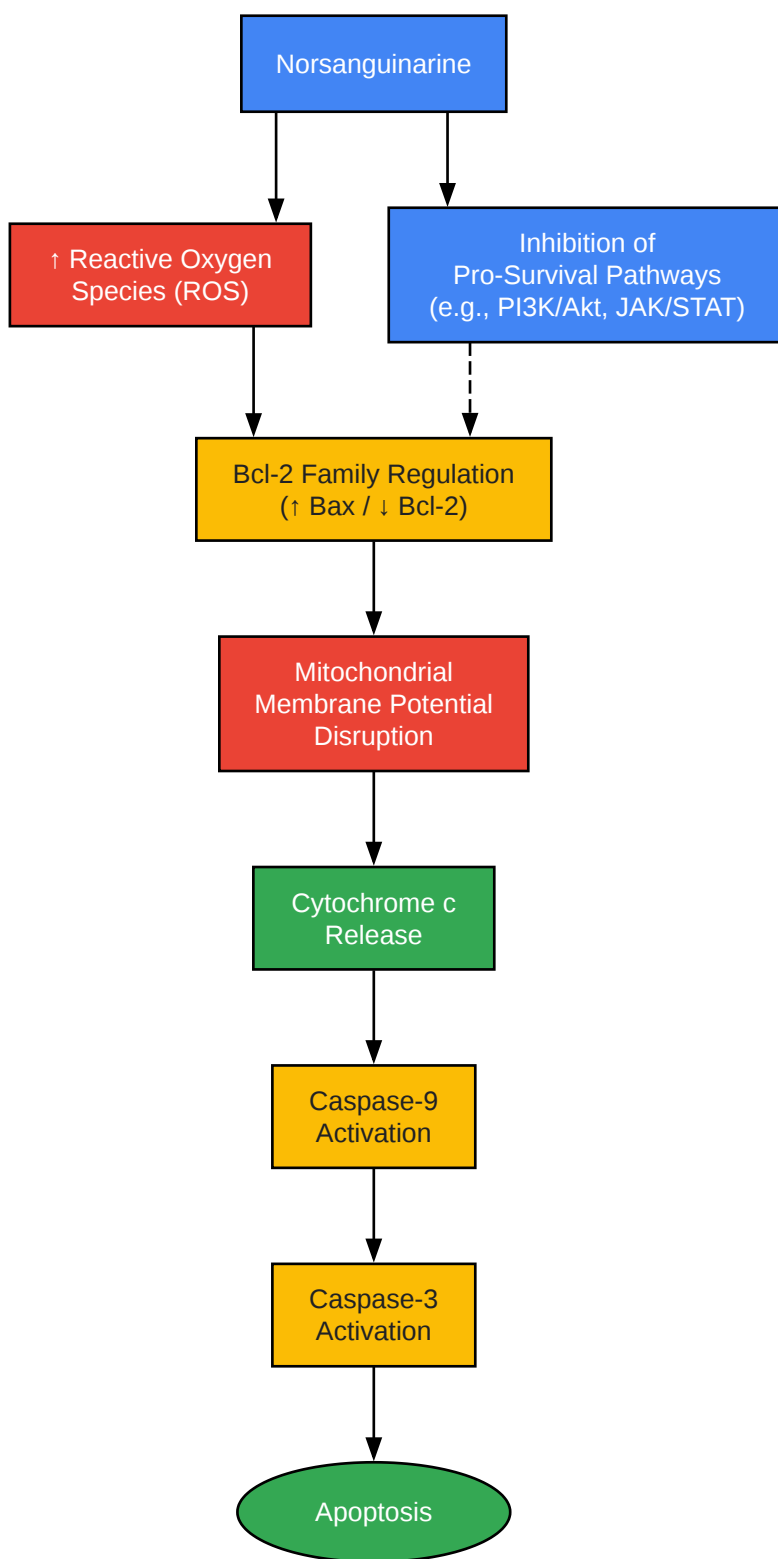 Norsanguinarine
↑ Reactive Oxygen
Species (ROS)
Inhibition of
Pro-Survival Pathways
(e.g., PI3K/Akt, JAK/STAT)
Bcl-2 Family Regulation
(↑ Bax / ↓ Bcl-2)
Mitochondrial
Membrane Potential
Disruption
Cytochrome c
Release
Caspase-9
Activation
Caspase-3
Activation
Apoptosis